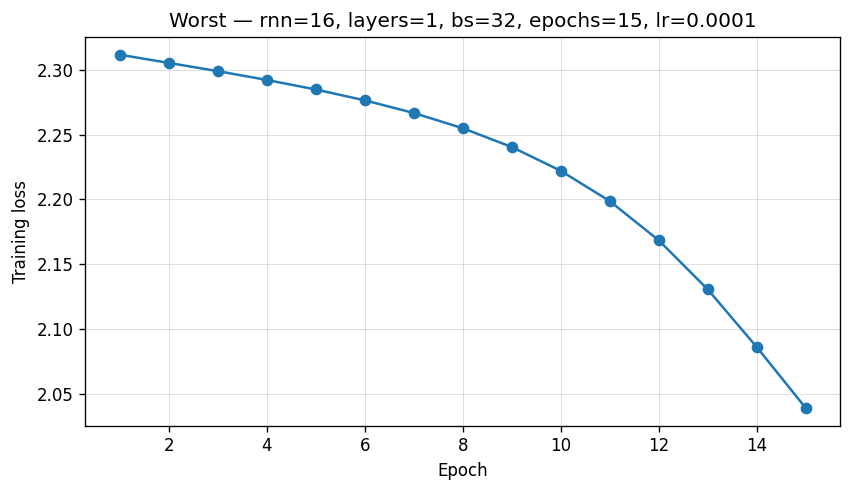 Worst — rnn=16, layers=1, bs=32, epochs=15, lr=0.0001
Training loss
2.30
2.25
2.20
2.15
2.10
2.05
2 4 6 8 10 12 14
Epoch